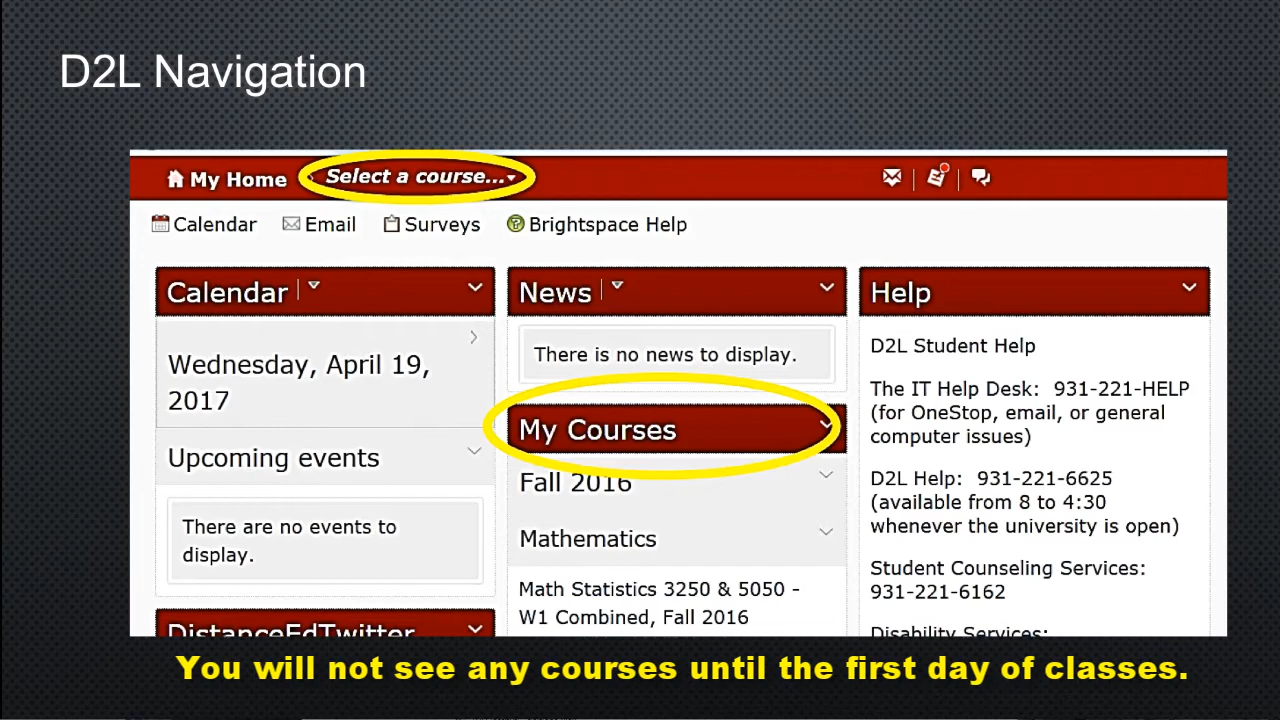 D2L Navigation
My Home
Select a course...
Calendar
Email
Surveys
Brightspace Help
Calendar
Wednesday, April 19,
2017
Upcoming events
There are no events to
display.
DistanceEdTwitter
News
There is no news to display.
My Courses
Fall 2016
Mathematics
Math Statistics 3250 & 5050 -
W1 Combined, Fall 2016
Help
D2L Student Help
The IT Help Desk: 931-221-HELP
(for OneStop, email, or general
computer issues)
D2L Help: 931-221-6625
(available from 8 to 4:30
whenever the university is open)
Student Counseling Services:
931-221-6162
Disability Services:
You will not see any courses until the first day of classes.